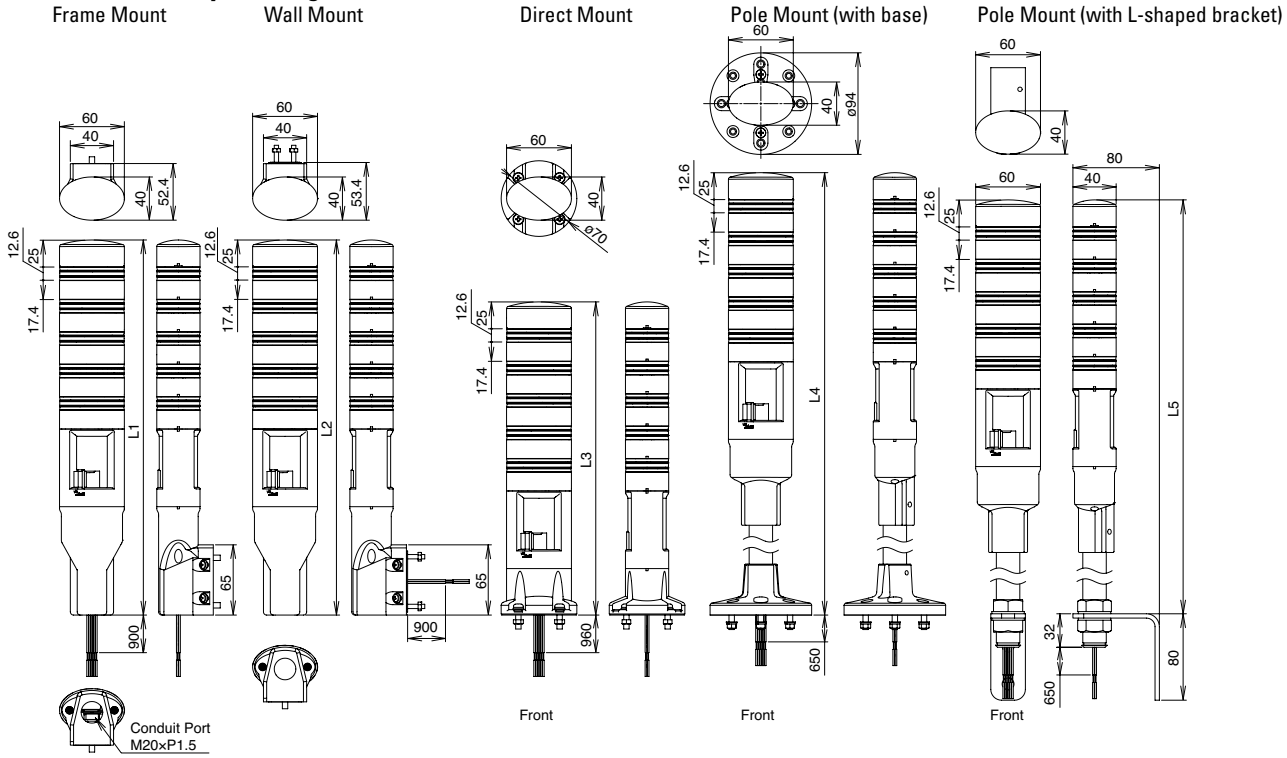 Frame Mount
Wall Mount
Direct Mount
Pole Mount (with base)
Pole Mount (with L-shaped bracket)
60
40
40
52.4
12.6
25
17.4
L1
65
900
Conduit Port
M20×P1.5
60
40
40
53.4
12.6
25
17.4
L2
65
900
60
40
ø70
12.6
25
17.4
L3
960
Front
60
40
ø94
12.6
25
17.4
L4
650
Front
60
40
80
60
40
12.6
25
17.4
L5
32
650
80
Front